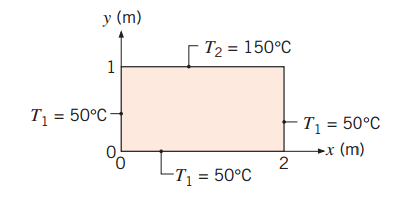 y (m)
T₂ = 150°C
1
T₁ = 50°C
T₁ = 50°C
0
x (m)
0
2
T₁ = 50°C